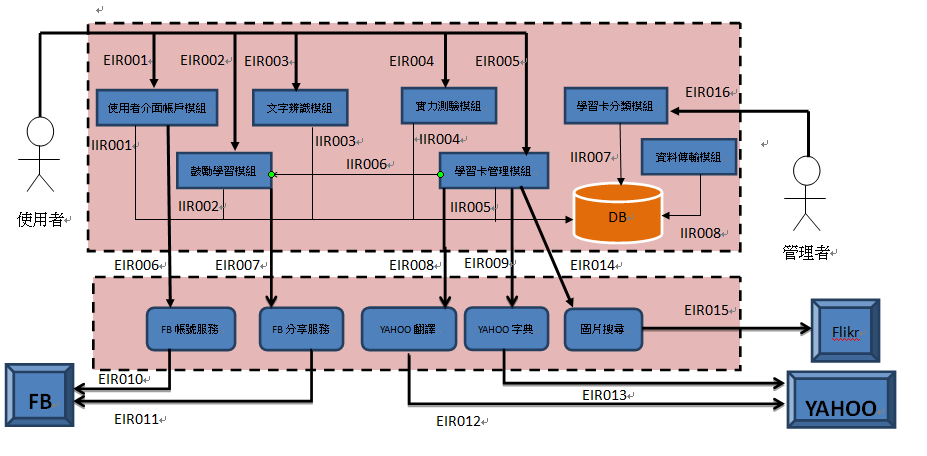 EIR001
EIR002
EIR003
EIR004
EIR005
EIR016
使用者介面帳戶模組
文字辨識模組
實力測驗模組
學習卡分類模組
IIR001
IIR003
IIR004
IIR006
IIR007
資料傳輸模組
鼓勵學習模組
學習卡管理模組
使用者
IIR002
IIR005
DB
IIR008
管理者
EIR006
EIR007
EIR008
EIR009
EIR014
FB 帳號服務
FB 分享服務
YAHOO 翻譯
YAHOO 字典
圖片搜尋
EIR015
Flikr
EIR010
FB
EIR011
EIR013
EIR012
YAHOO